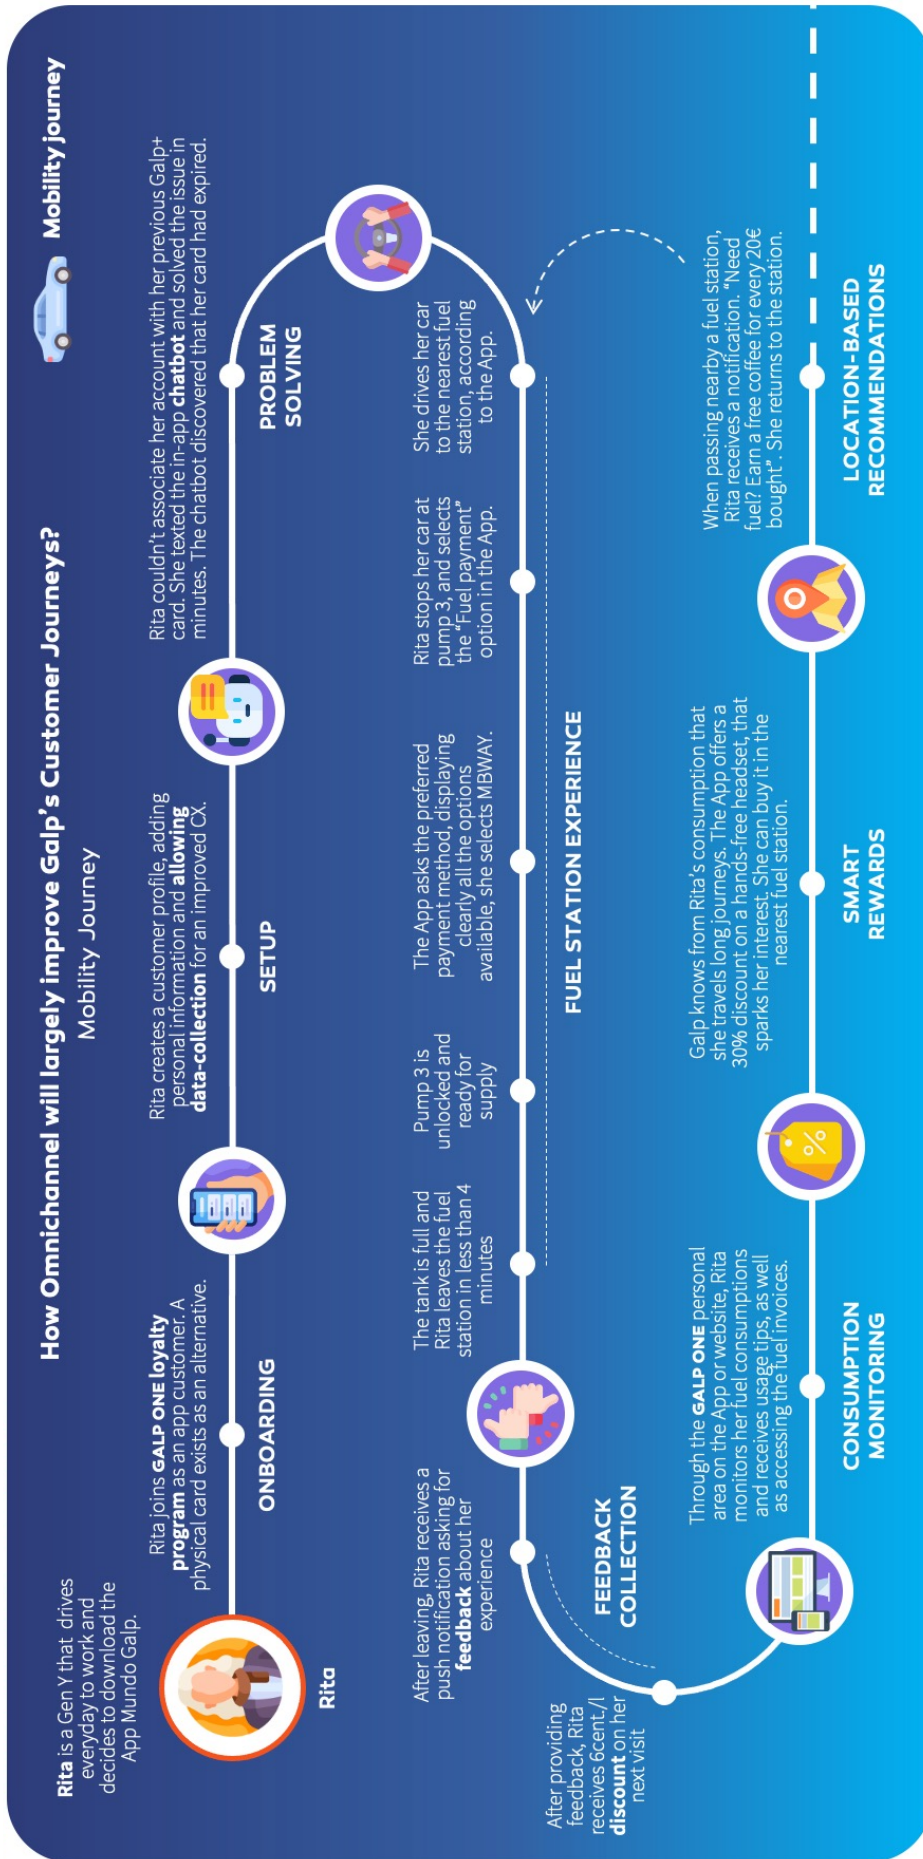 How Omnichannel will largely improve Galp's Customer Journeys?
Mobility Journey
Mobility journey
Rita is a Gen Y that drives
everyday to work and
decides to download the
App Mundo Galp.
Rita
Rita joins GALP ONE loyalty
program as an app customer. A
physical card exists as an alternative.
ONBOARDING
Rita creates a customer profile, adding
personal information and allowing
data-collection for an improved CX.
SETUP
Rita couldn't associate her account with her previous Galp+
card. She texted the in-app chatbot and solved the issue in
minutes. The chatbot discovered that her card had expired.
PROBLEM
SOLVING
She drives her car
to the nearest fuel
station, according
to the App.
Rita stops her car at
pump 3, and selects
the "Fuel payment"
option in the App.
The App asks the preferred
payment method, displaying
clearly all the options
available, she selects MBWAY.
Pump 3 is
unlocked and
ready for
supply
The tank is full and
Rita leaves the fuel
station in less than 4
minutes
FUEL STATION EXPERIENCE
After leaving, Rita receives a
push notification asking for
feedback about her
experience
FEEDBACK
COLLECTION
After providing
feedback, Rita
receives 6cent./l
discount on her
next visit
Through the GALP ONE personal
area on the App or website, Rita
monitors her fuel consumptions
and receives usage tips, as well
as accessing the fuel invoices.
CONSUMPTION
MONITORING
%
Galp knows from Rita's consumption that
she travels long journeys. The App offers a
30% discount on a hands-free headset, that
sparks her interest. She can buy it in the
nearest fuel station.
SMART
REWARDS
When passing nearby a fuel station,
Rita receives a notification. "Need
fuel? Earn a free coffee for every 20€
bought". She returns to the station.
LOCATION-BASED
RECOMMENDATIONS